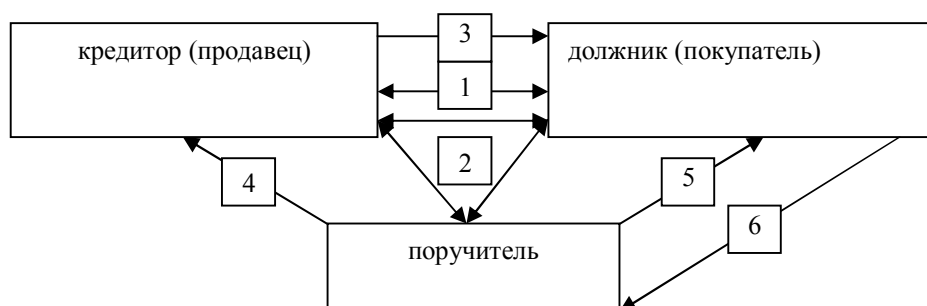 3
кредитор (продавец)
должник (покупатель)
1
2
4
5
6
поручитель